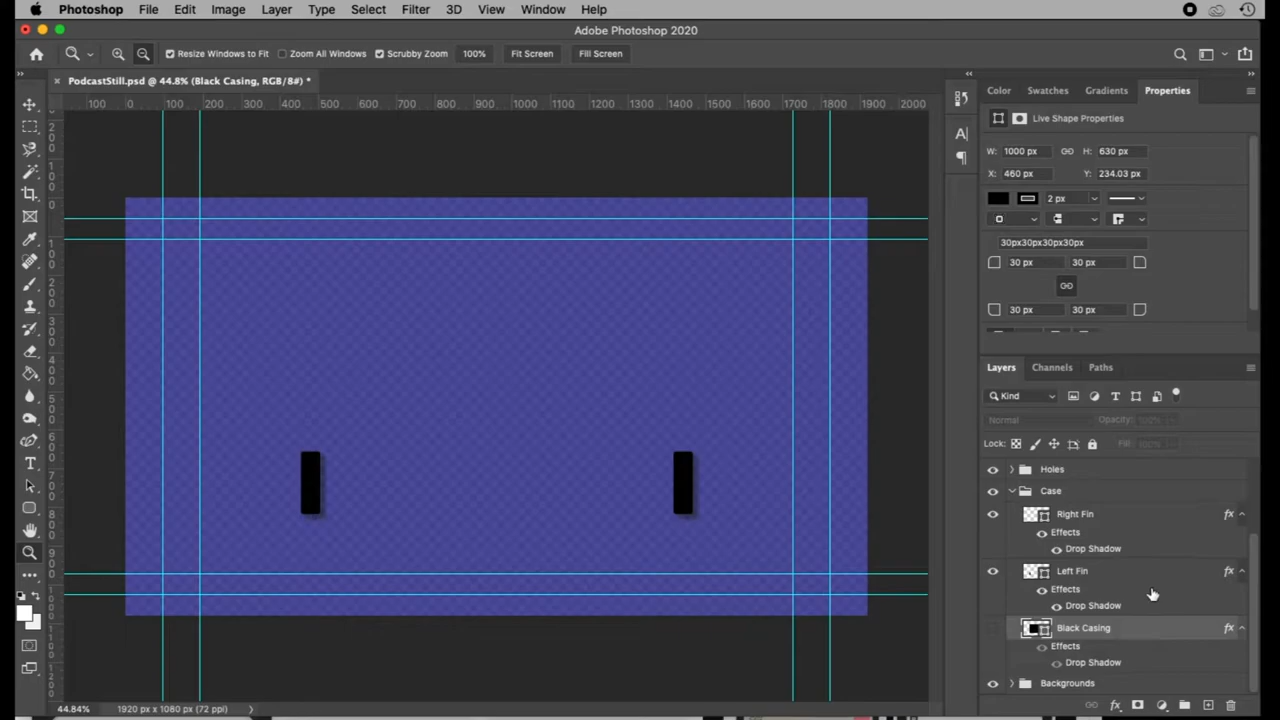 Photoshop File Edit Image Layer Type Select Filter 3D View Window Help
Adobe Photoshop 2020
Resize Windows to Fit Zoom All Windows Scrubby Zoom 100% Fit Screen Fill Screen
PodcastStill.psd @ 44.8% (Black Casing, RGB/8#) *
100 0 100 200 300 400 500 600 700 800 900 1000 1100 1200 1300 1400 1500 1600 1700 1800 1900 2000
Color Swatches Gradients Properties
Live Shape Properties
W: 1000 px H: 630 px
X: 460 px Y: 234.03 px
2 px
30px30px30px30px
30 px 30 px
30 px 30 px
Layers Channels Paths
Kind
Normal Opacity: 100%
Lock: Fill: 100%
Holes
Case
Right Fin fx
Effects
Drop Shadow
Left Fin fx
Effects
Drop Shadow
Black Casing fx
Effects
Drop Shadow
Backgrounds
44.84% 1920 px x 1080 px (72 ppi)
fx